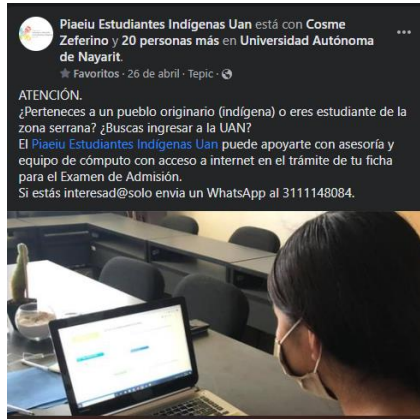 Piaeiu Estudiantes Indígenas Uan está con Cosme
Zeferino y 20 personas más en Universidad Autónoma
de Nayarit.
Favoritos · 26 de abril · Tepic ·
ATENCIÓN.
¿Perteneces a un pueblo originario (indígena) o eres estudiante de la
zona serrana? ¿Buscas ingresar a la UAN?
El Piaeiu Estudiantes Indígenas Uan puede apoyarte con asesoría y
equipo de cómputo con acceso a internet en el trámite de tu ficha
para el Examen de Admisión.
Si estás interesad@solo envia un WhatsApp al 3111148084.